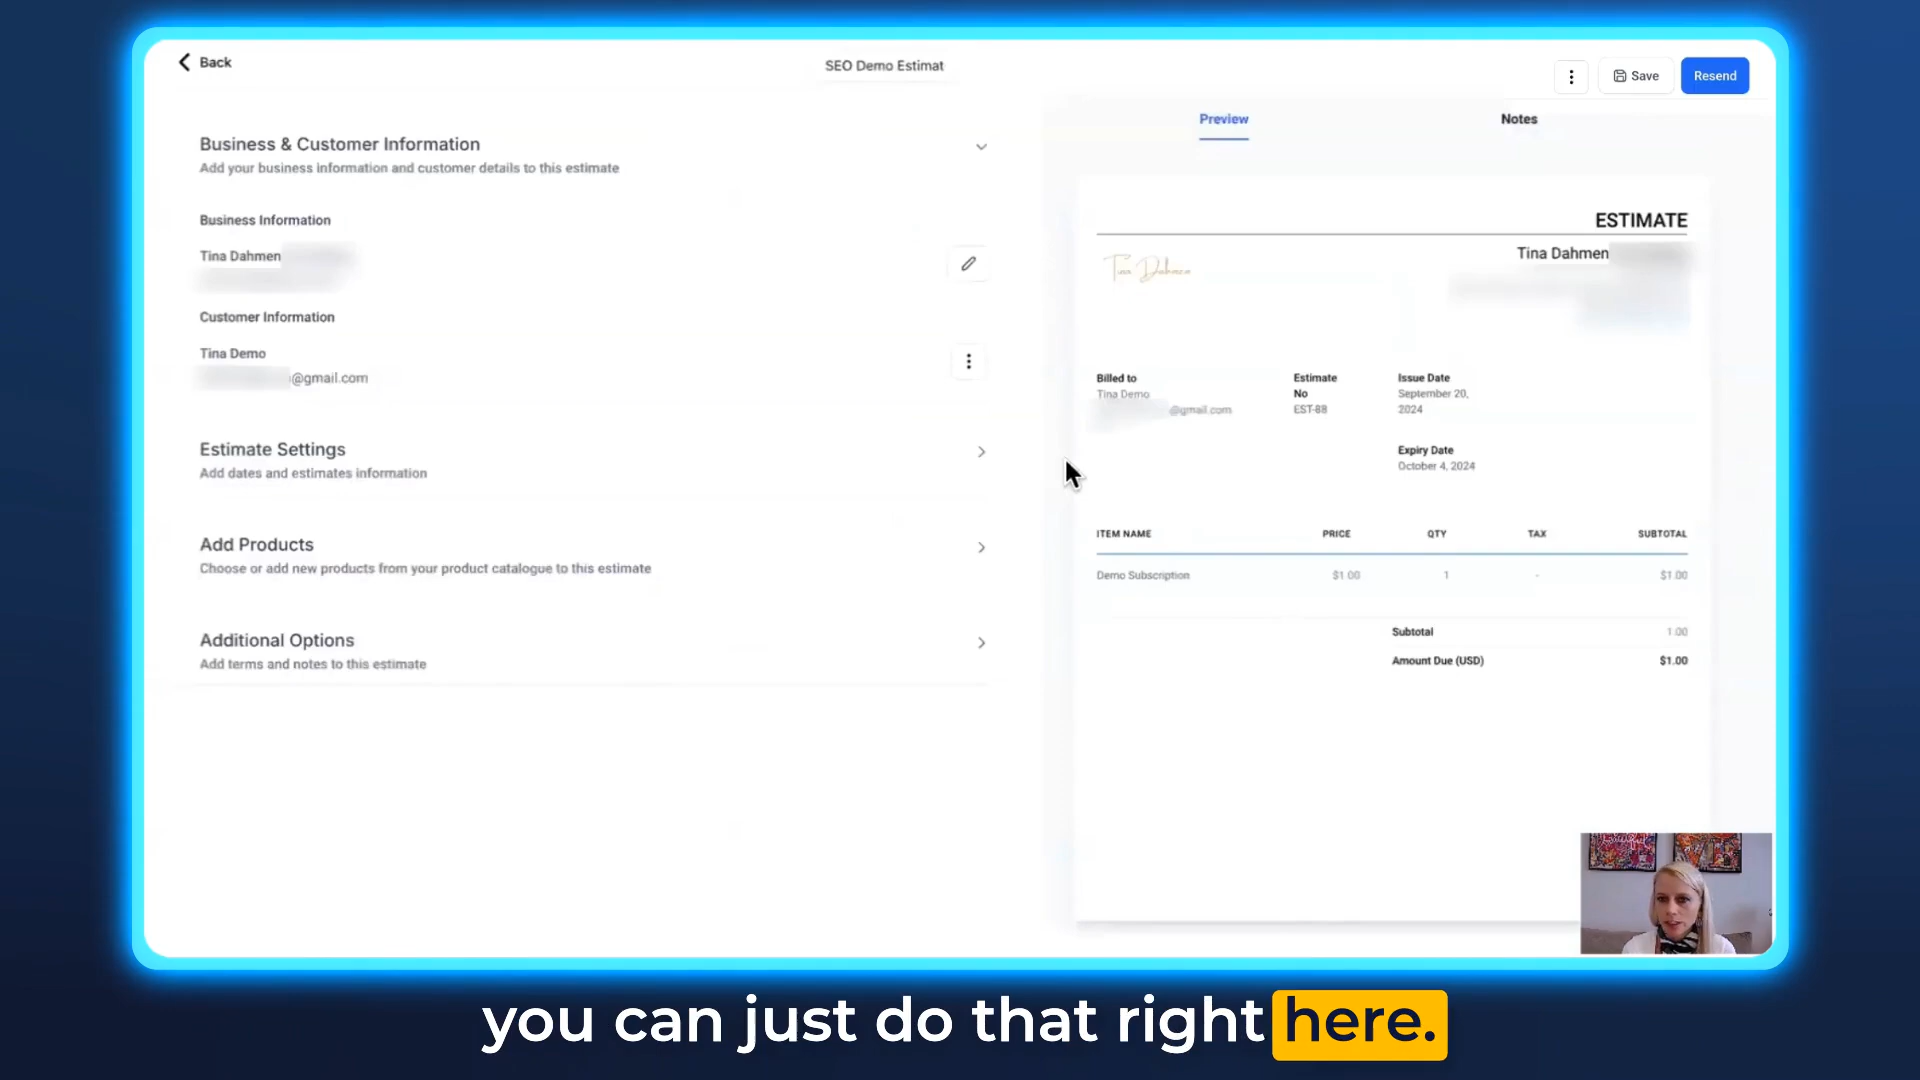 Back
SEO Demo Estimat
Save
Resend
Business & Customer Information
Add your business information and customer details to this estimate
Business Information
Tina Dahmen
Customer Information
Tina Demo
@gmail.com
Estimate Settings
Add dates and estimates information
Add Products
Choose or add new products from your product catalogue to this estimate
Additional Options
Add terms and notes to this estimate
Preview
Notes
ESTIMATE
Tina Dahmen
Tina Dahmen
Billed to
Tina Demo
@gmail.com
Estimate
No
EST-88
Issue Date
September 20,
2024
Expiry Date
October 4, 2024
ITEM NAME PRICE QTY TAX SUBTOTAL
Demo Subscription $1.00 1 - $1.00
Subtotal 1.00
Amount Due (USD) $1.00
you can just do that right here.